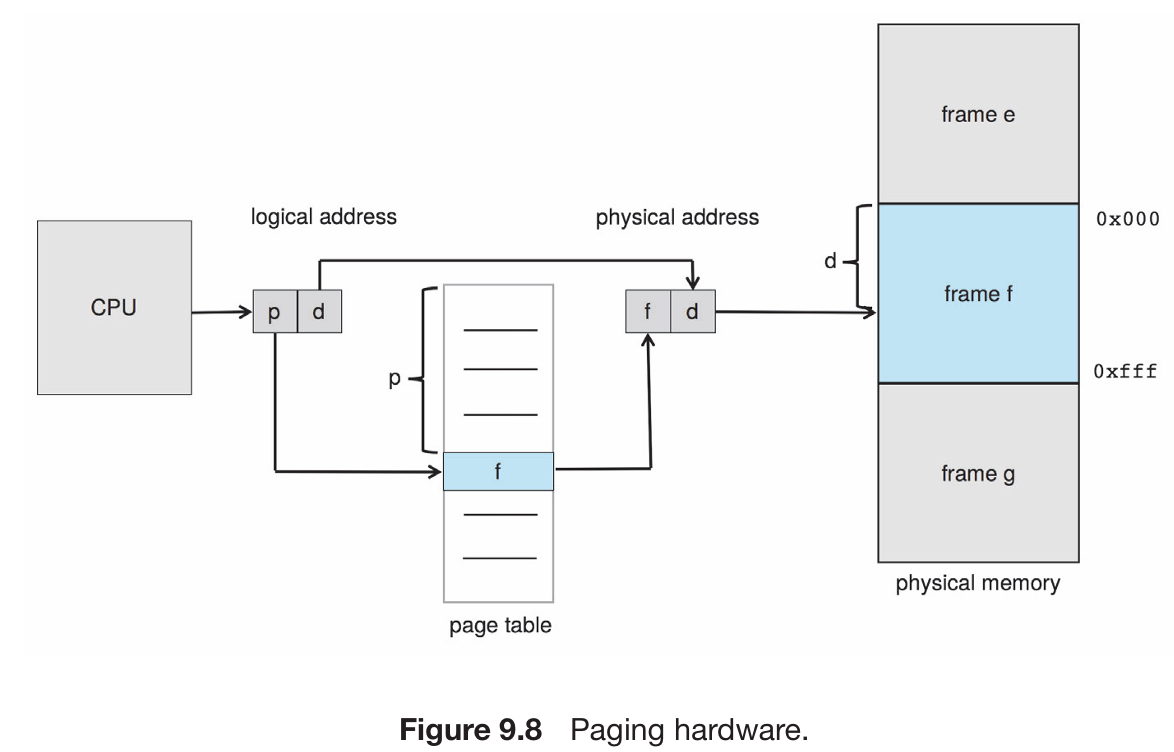 frame e
logical address
physical address
0x000
CPU
p d
f d
d
frame f
p
0xfff
f
frame g
physical memory
page table
Figure 9.8 Paging hardware.